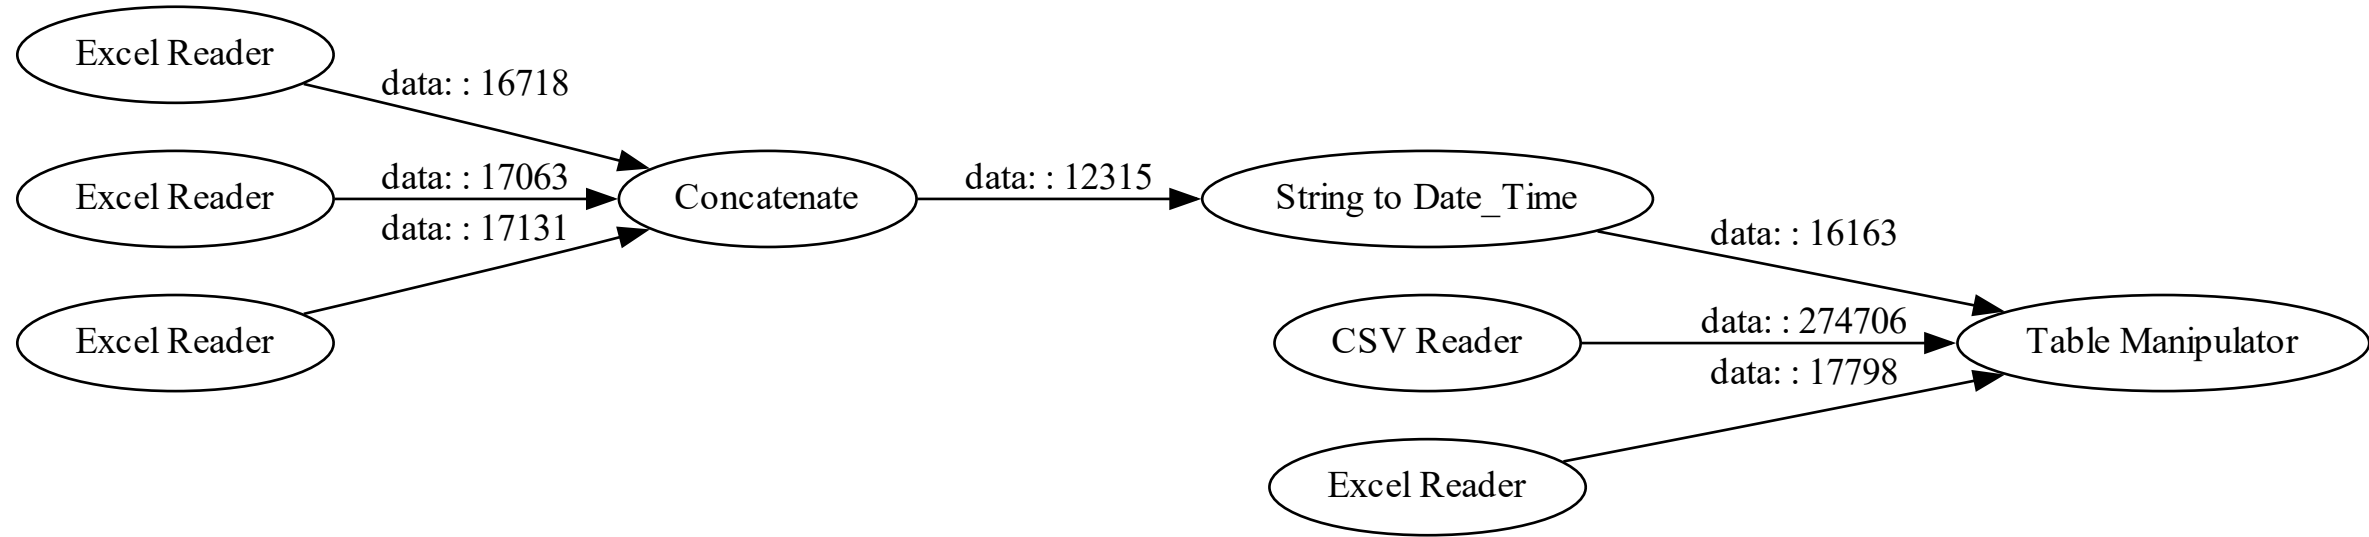 Excel Reader
data: : 16718
Excel Reader
data: : 17063
Concatenate
data: : 12315
String to Date_Time
data: : 17131
data: : 16163
Excel Reader
CSV Reader
data: : 274706
Table Manipulator
data: : 17798
Excel Reader